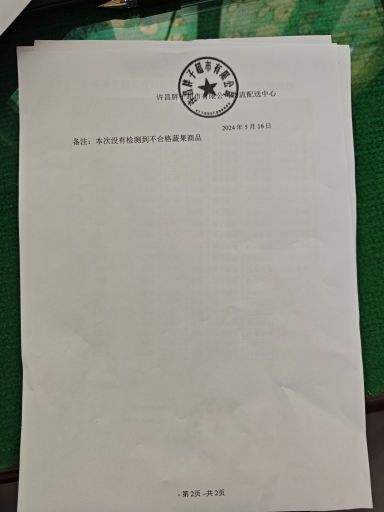 许昌胖子超市有限公司物流配送中心
2024 年 5 月 16 日
备注：本次没有检测到不合格蔬果商品
- 第 2页 -共 2页